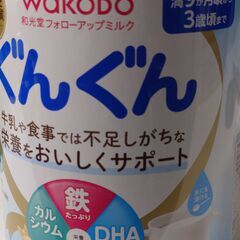 wakodo
和光堂フォローアップミルク
満9か月頃から
3歳頃まで
ぐんぐん
牛乳や食事では不足しがちな
栄養をおいしくサポート
鉄
たっぷり
カル
シウム
DHA